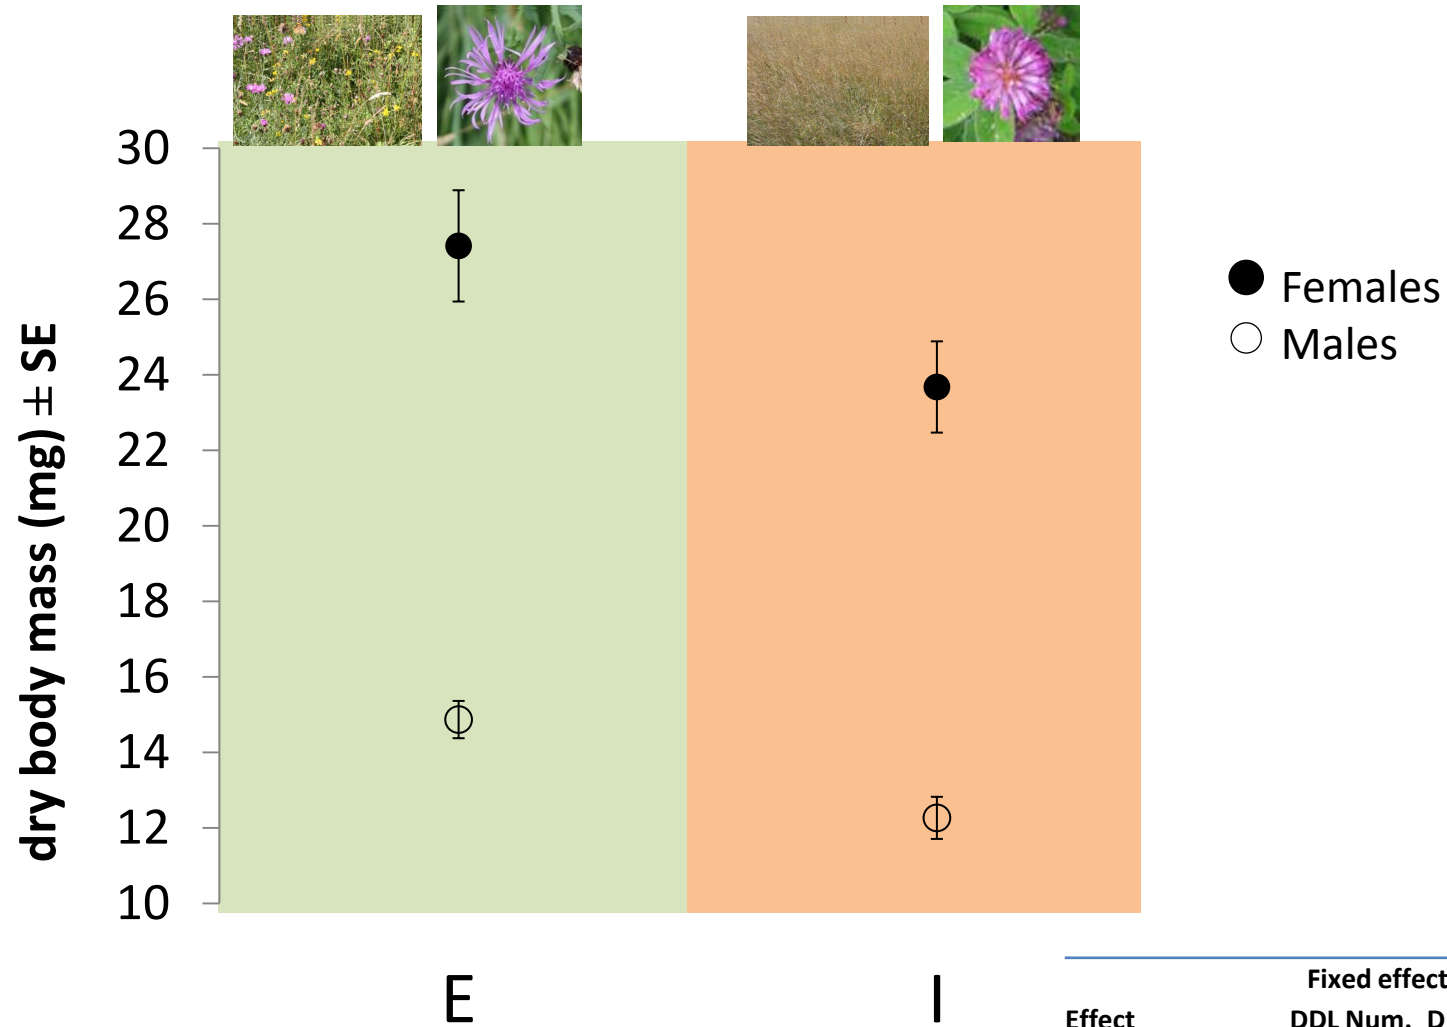 30
28
26
24
22
20
18
16
14
12
10
dry body mass (mg) ± SE
E
I
Females
Males
Fixed effect
Effect DDL Num. D